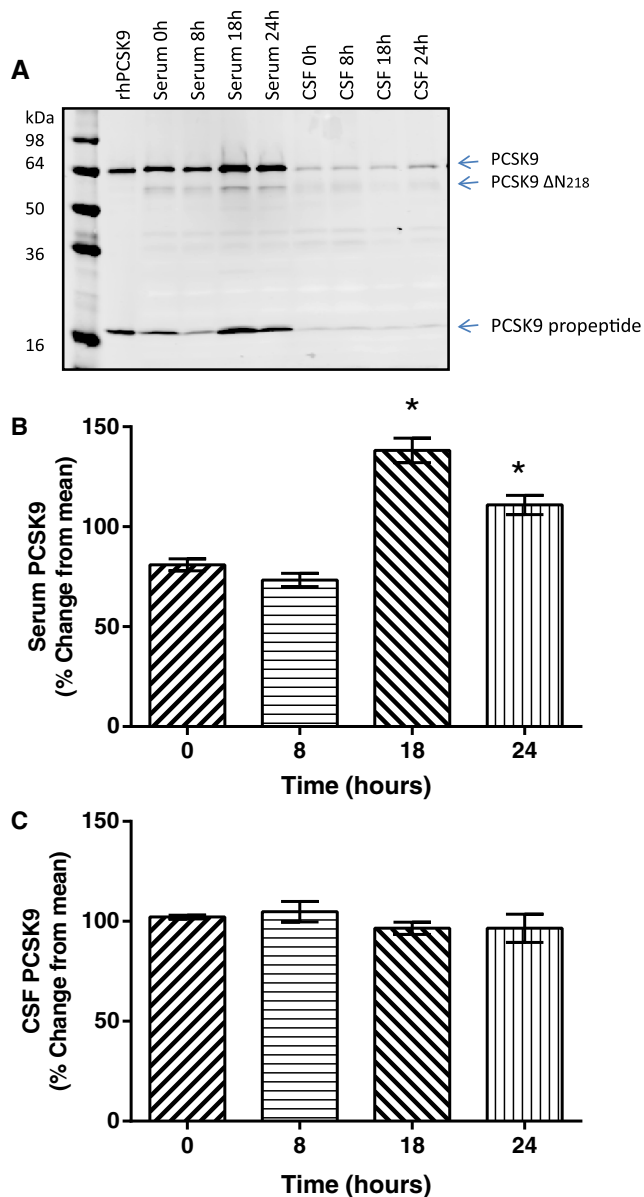 A
rhPCSK9
Serum 0h
Serum 8h
Serum 18h
Serum 24h
CSF 0h
CSF 8h
CSF 18h
CSF 24h
kDa
98
64
50
36
16
PCSK9
PCSK9 ΔN218
PCSK9 propeptide
B
Serum PCSK9
(% Change from mean)
150
100
50
0
*
*
0 8 18 24
Time (hours)
C
CSF PCSK9
(% Change from mean)
150
100
50
0
0 8 18 24
Time (hours)